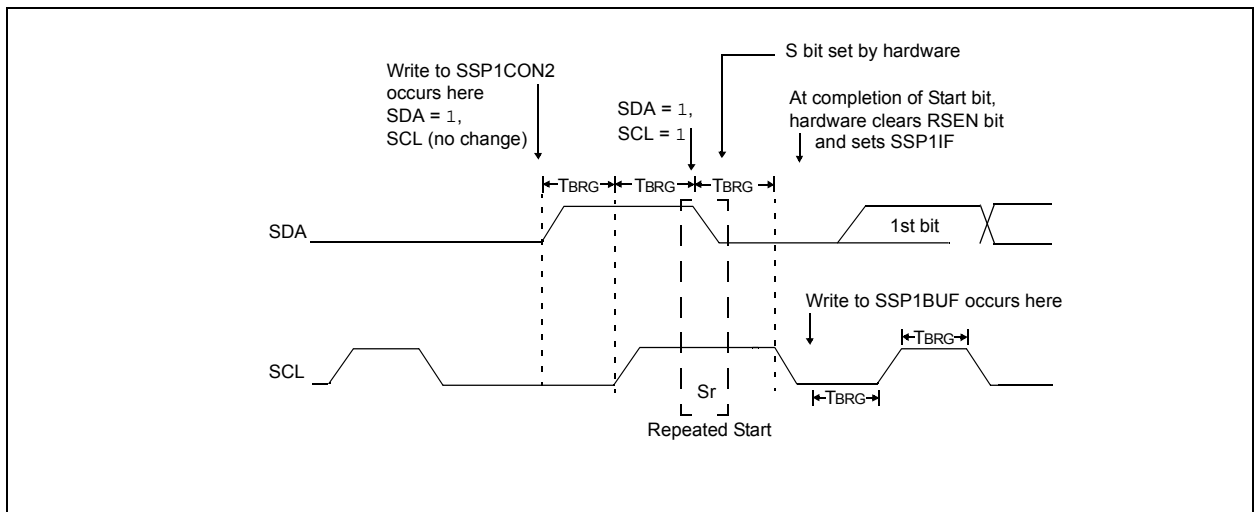 S bit set by hardware
Write to SSP1CON2
occurs here
SDA = 1,
SCL (no change)
SDA = 1,
SCL = 1
At completion of Start bit,
hardware clears RSEN bit
and sets SSP1IF
TBRG TBRG TBRG
SDA
1st bit
Write to SSP1BUF occurs here
TBRG
SCL
Sr
TBRG
Repeated Start